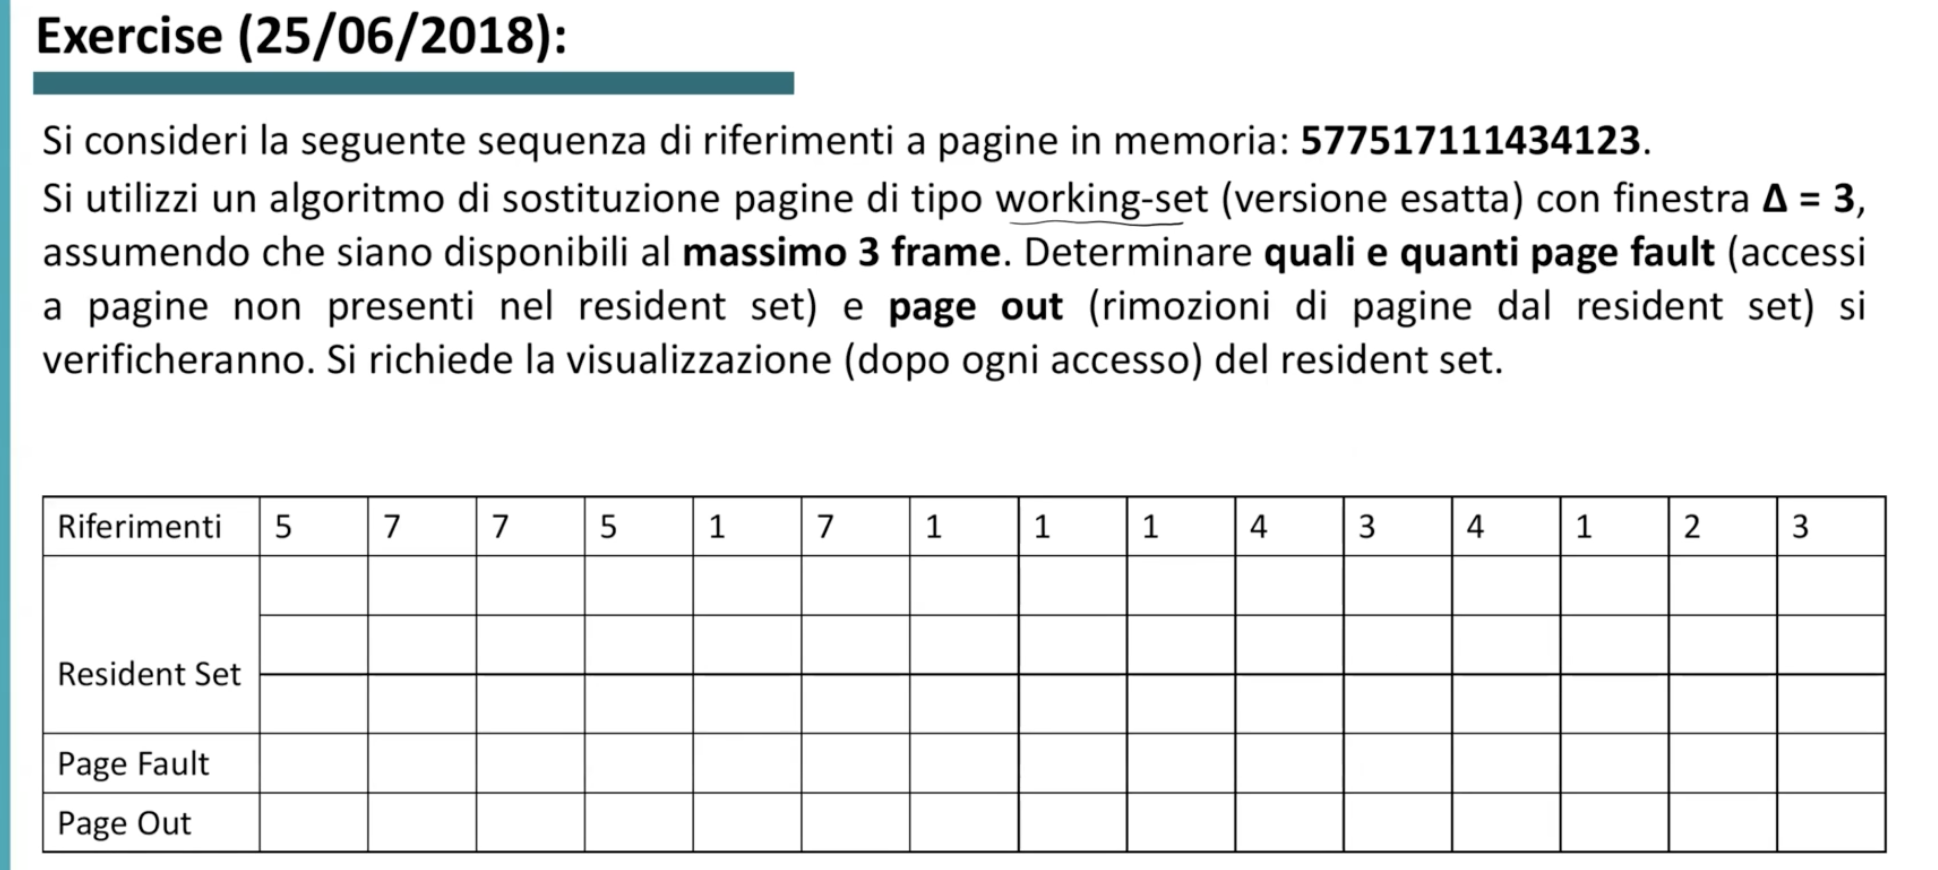 Exercise (25/06/2018):
Si consideri la seguente sequenza di riferimenti a pagine in memoria: 577517111434123.
Si utilizzi un algoritmo di sostituzione pagine di tipo working-set (versione esatta) con finestra Δ = 3,
assumendo che siano disponibili al massimo 3 frame. Determinare quali e quanti page fault (accessi
a pagine non presenti nel resident set) e page out (rimozioni di pagine dal resident set) si
verificheranno. Si richiede la visualizzazione (dopo ogni accesso) del resident set.
Riferimenti 5 7 7 5 1 7 1 1 1 4 3 4 1 2 3
Resident Set
Page Fault
Page Out